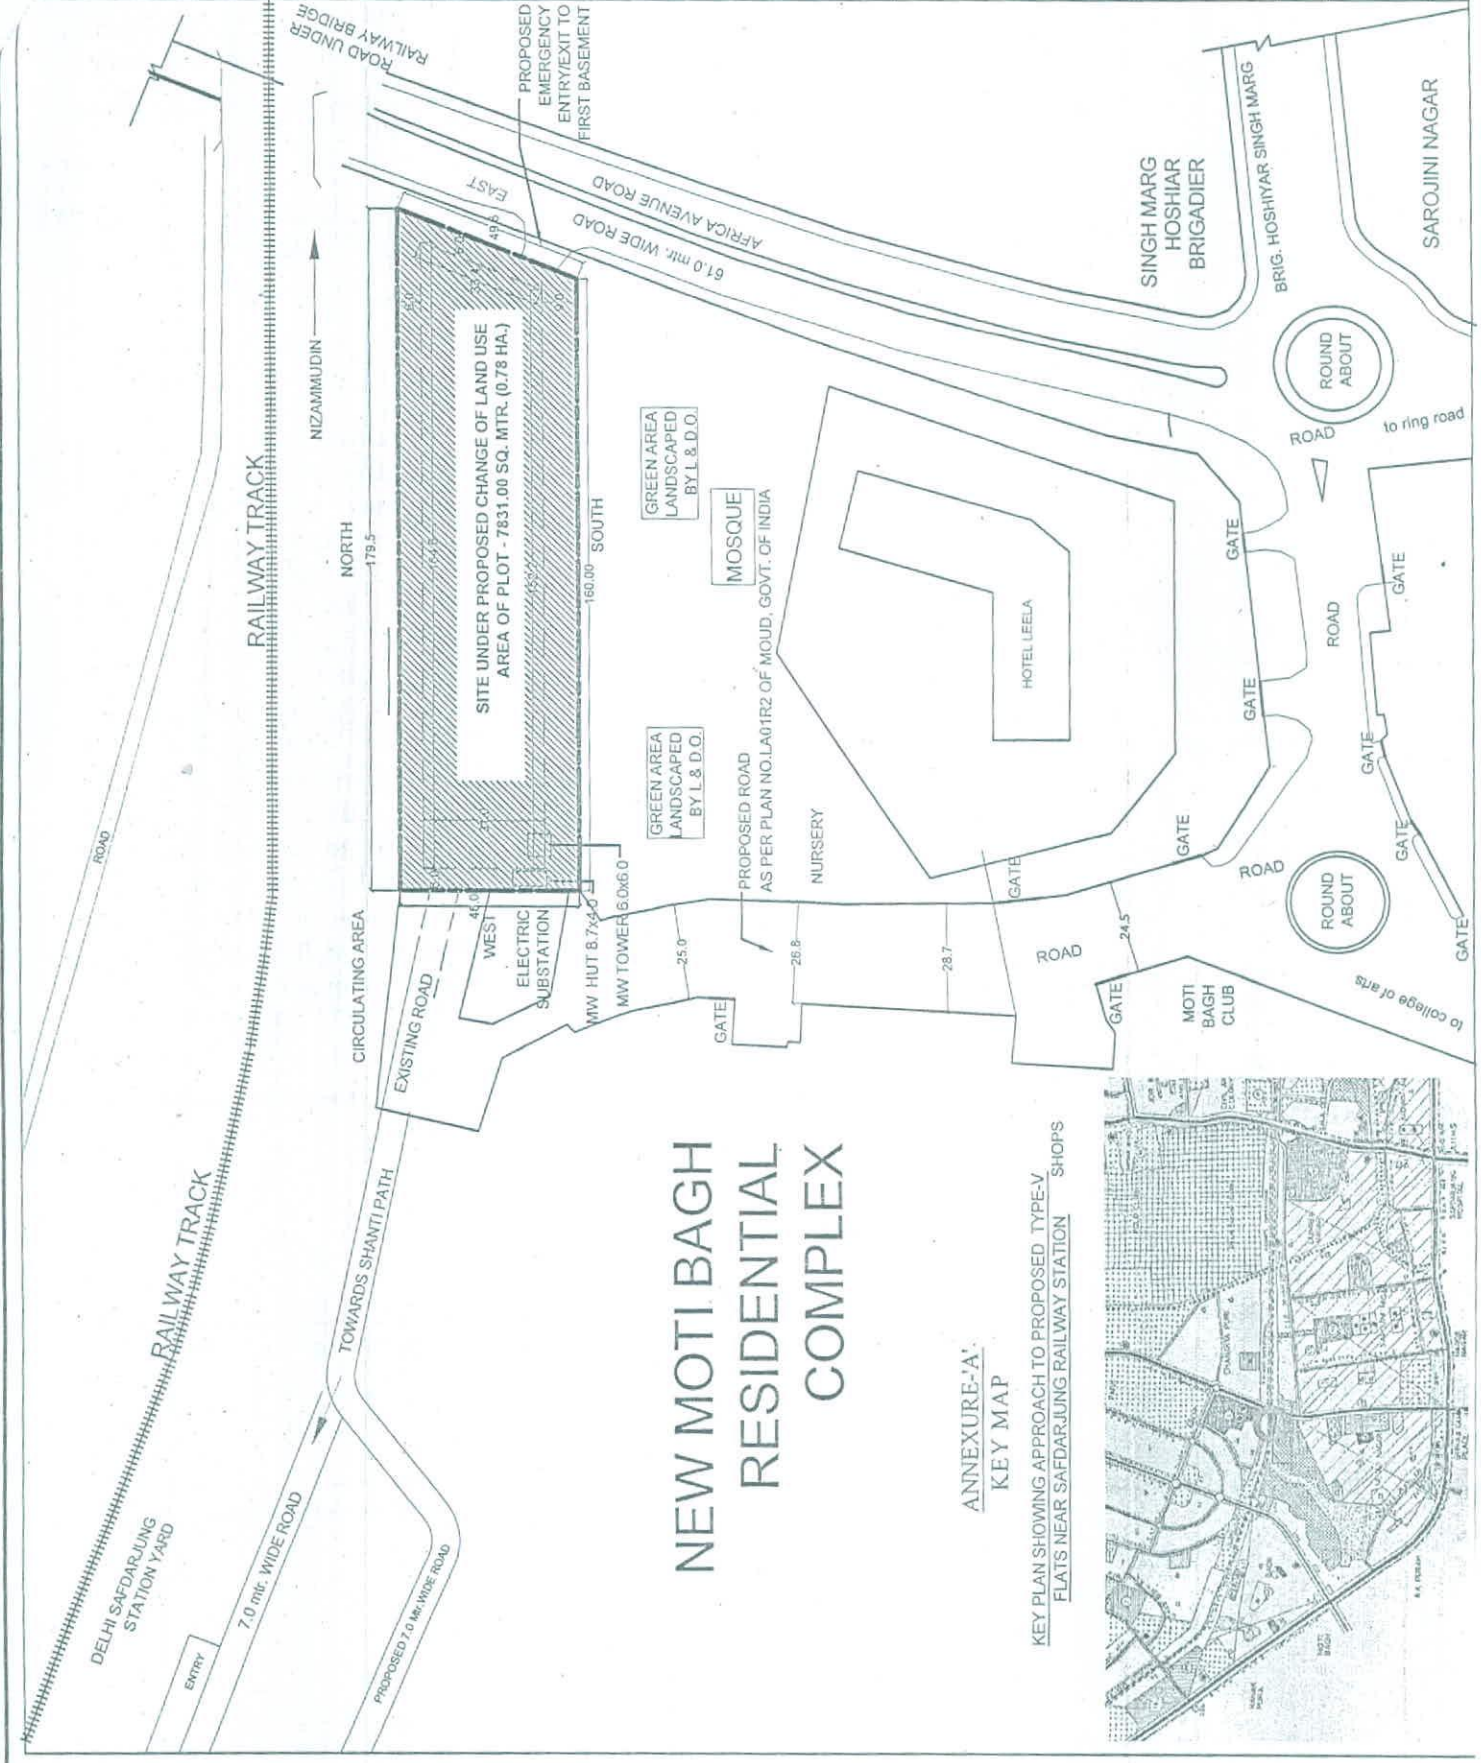 ROAD UNDER
RAILWAY BRIDGE
PROPOSED
EMERGENCY
ENTRY/EXIT TO
FIRST BASEMENT
ROAD
RAILWAY TRACK
NIZAMMUDIN
NORTH
179.5
EAST
49.5
61.0 mtr. WIDE ROAD
AFRICA AVENUE ROAD
SITE UNDER PROPOSED CHANGE OF LAND USE
AREA OF PLOT - 7831.00 SQ. MTR. (0.78 HA.)
160.00
SOUTH
CIRCULATING AREA
EXISTING ROAD
WEST
ELECTRIC
SUBSTATION
MW HUT 8.7x4.0
MW TOWER 6.0x6.0
GREEN AREA
LANDSCAPED
BY L & D.O.
GREEN AREA
LANDSCAPED
BY L & D.O.
MOSQUE
PROPOSED ROAD
AS PER PLAN NO.LA01R2 OF MOUD, GOVT. OF INDIA
NURSERY
HOTEL LEELA
25.0
26.8
28.7
24.5
GATE
GATE
GATE
GATE
GATE
GATE
GATE
GATE
GATE
GATE
ROAD
ROAD
ROAD
ROAD
MOTI
BAGH
CLUB
ROUND
ABOUT
ROUND
ABOUT
to college of arts
to ring road
SINGH MARG
HOSHIAR
BRIGADIER
BRIG. HOSHIYAR SINGH MARG
SAROJINI NAGAR
RAILWAY TRACK
TOWARDS SHANTI PATH
DELHI SAFDARJUNG
STATION YARD
ENTRY
7.0 mtr. WIDE ROAD
PROPOSED 7.0 Mtr.WIDE ROAD
NEW MOTI BAGH
RESIDENTIAL
COMPLEX
ANNEXURE-'A'
KEY MAP
KEY PLAN SHOWING APPROACH TO PROPOSED TYPE-V
FLATS NEAR SAFDARJUNG RAILWAY STATION SHOPS
MOTI
BAGH